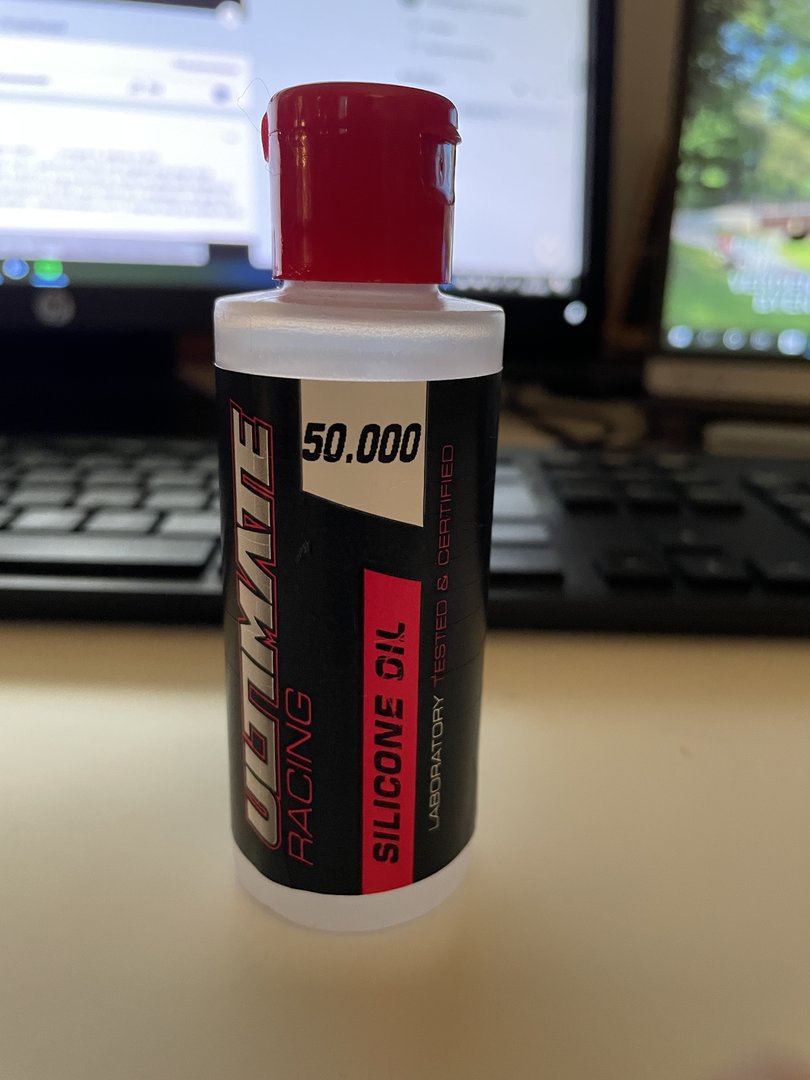 50.000
ULTIMATE
RACING
SILICONE OIL
LABORATORY TESTED & CERTIFIED